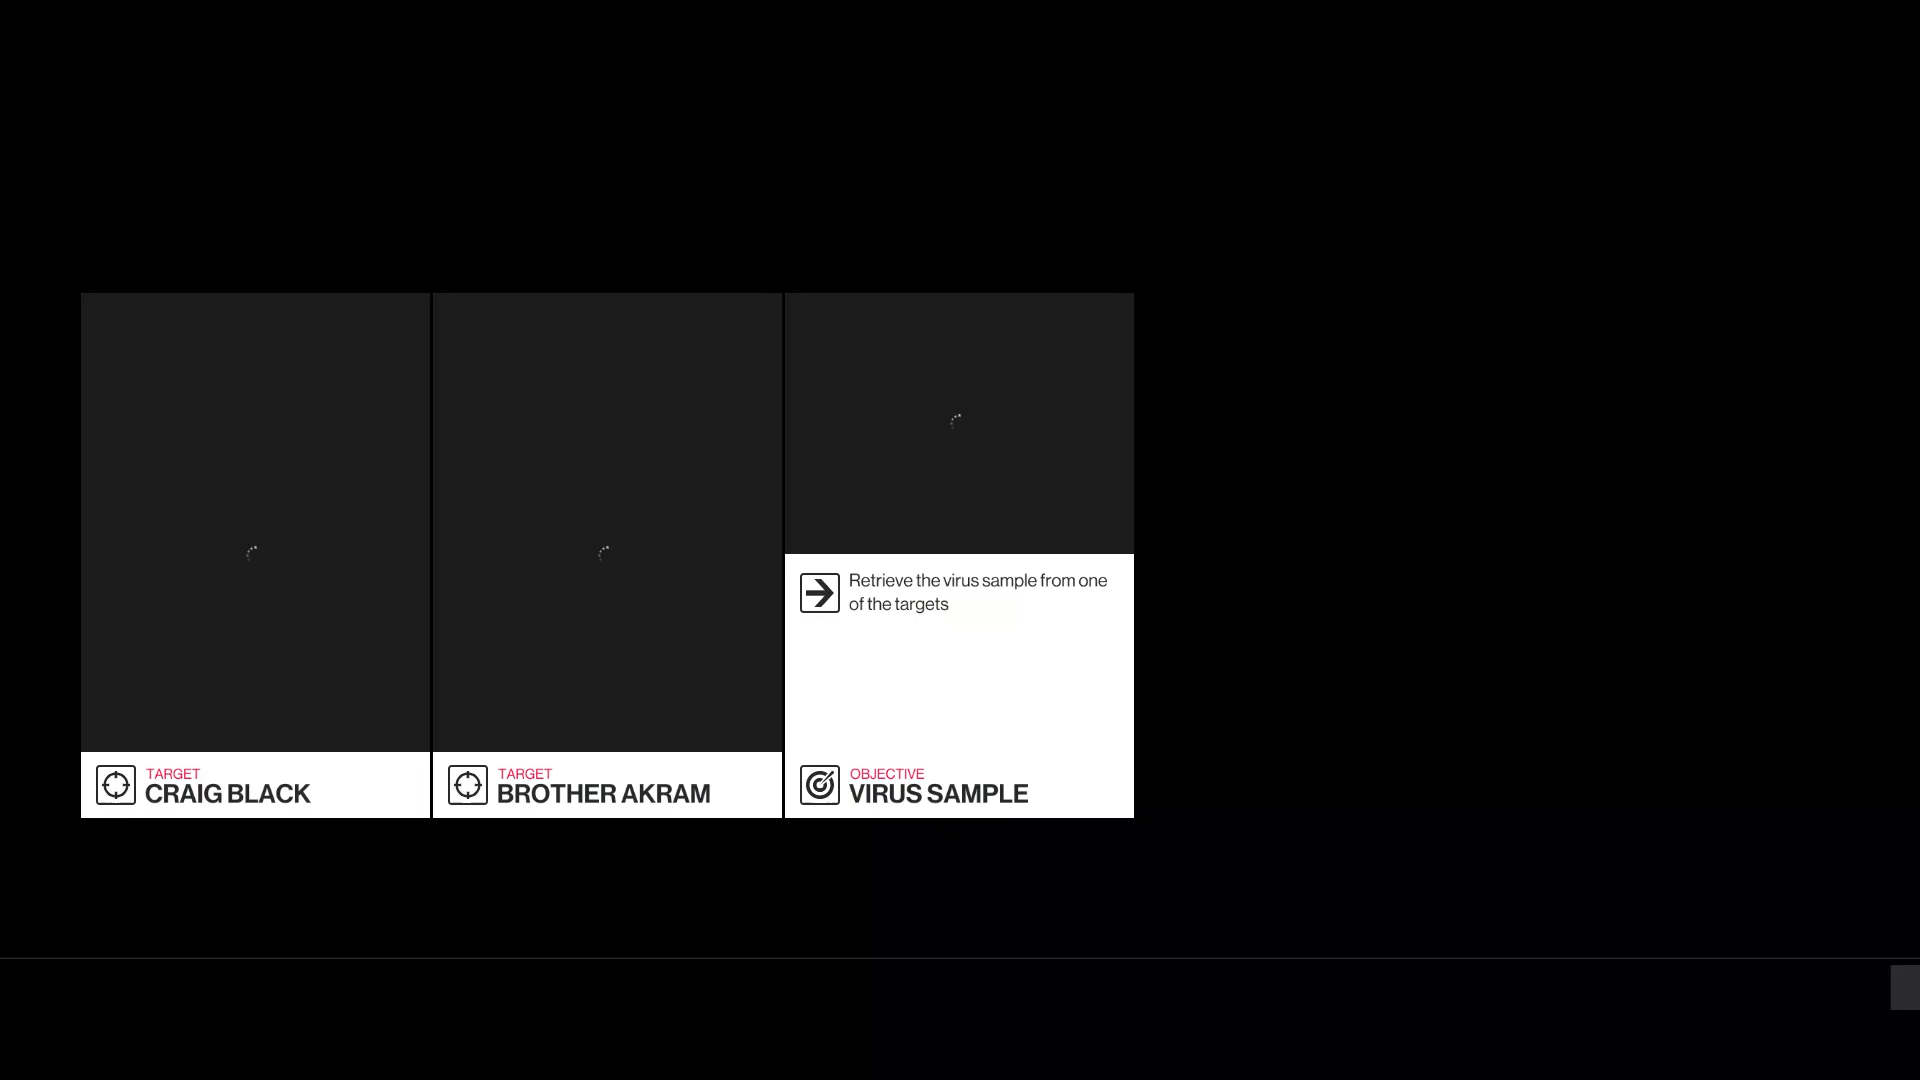 TARGET
CRAIG BLACK
TARGET
BROTHER AKRAM
Retrieve the virus sample from one
of the targets
OBJECTIVE
VIRUS SAMPLE